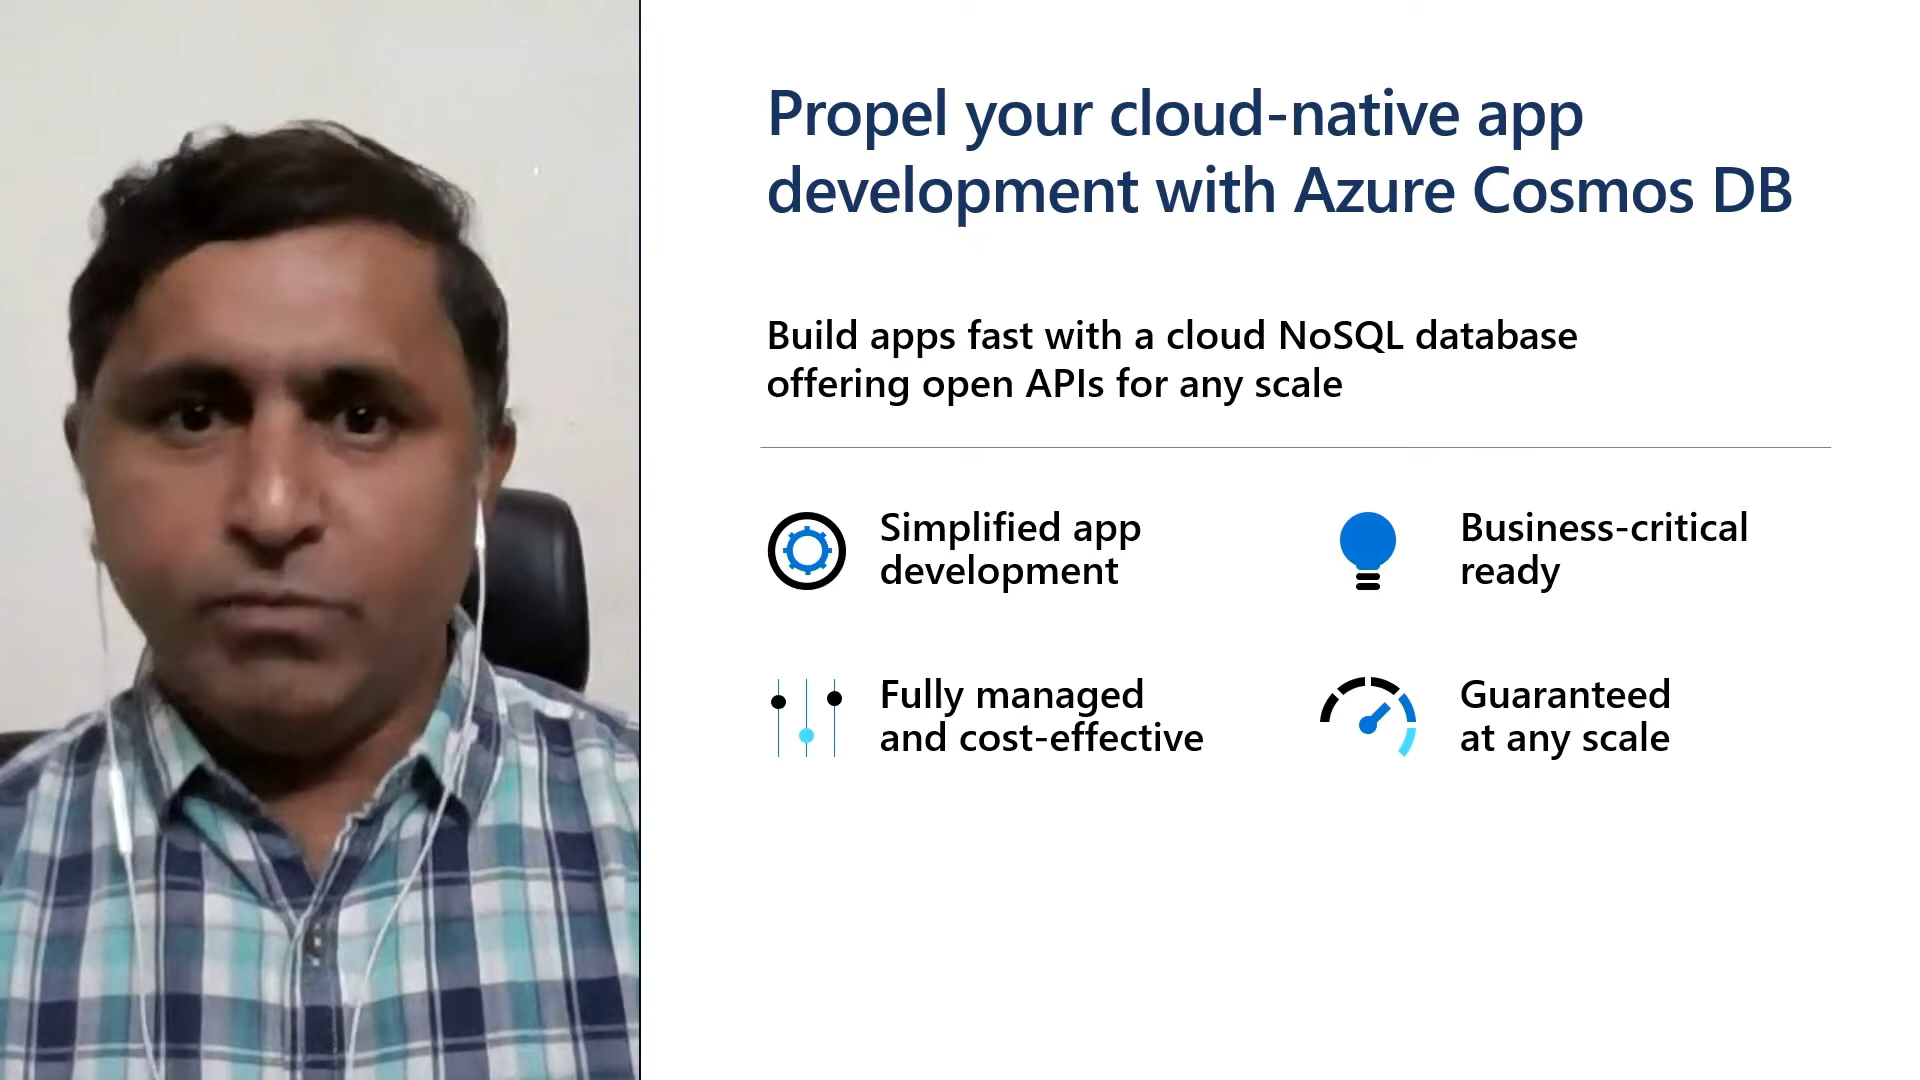 Propel your cloud-native app
development with Azure Cosmos DB
Build apps fast with a cloud NoSQL database
offering open APIs for any scale
Simplified app
development
Business-critical
ready
Fully managed
and cost-effective
Guaranteed
at any scale